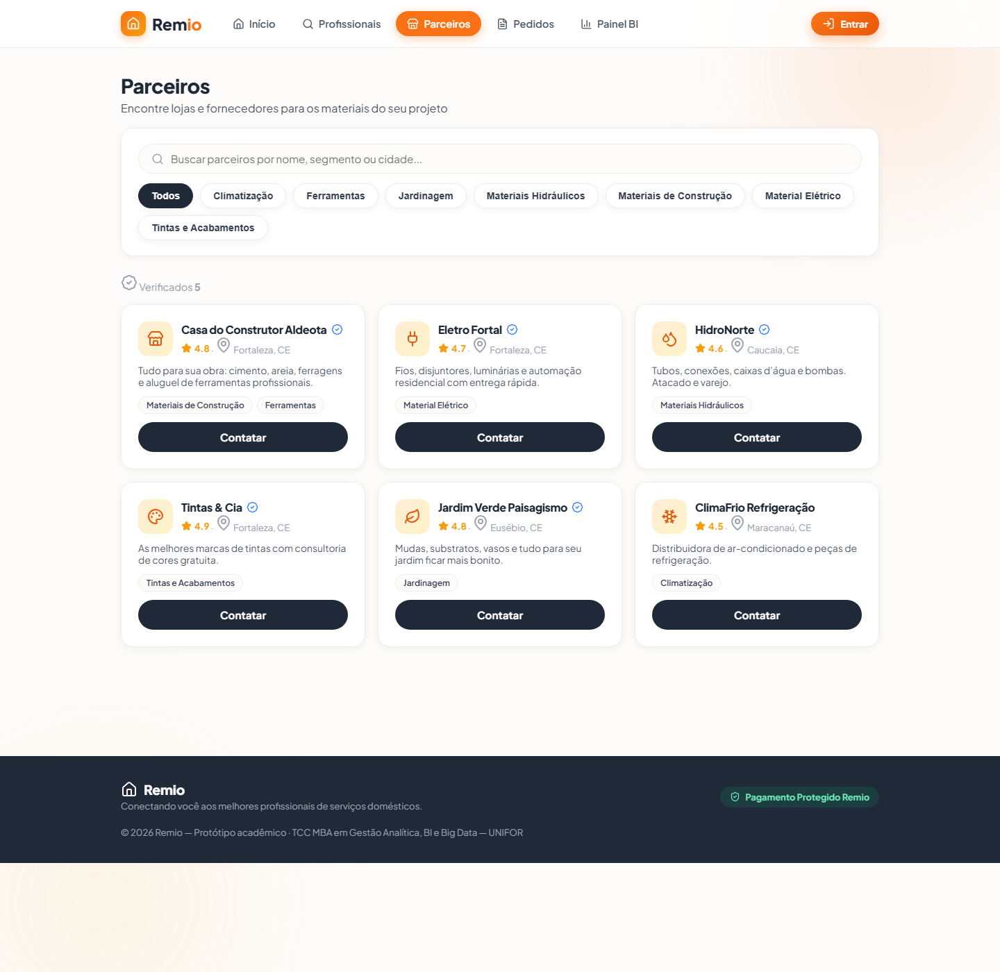 Remio
Início
Profissionais
Parceiros
Pedidos
Painel BI
Entrar
Parceiros
Encontre lojas e fornecedores para os materiais do seu projeto
Buscar parceiros por nome, segmento ou cidade...
Todos
Climatização
Ferramentas
Jardinagem
Materiais Hidráulicos
Materiais de Construção
Material Elétrico
Tintas e Acabamentos
Verificados 5
Casa do Construtor Aldeota
4.8 · Fortaleza, CE
Tudo para sua obra: cimento, areia, ferragens
e aluguel de ferramentas profissionais.
Materiais de Construção
Ferramentas
Contatar
Eletro Fortal
4.7 · Fortaleza, CE
Fios, disjuntores, luminárias e automação
residencial com entrega rápida.
Material Elétrico
Contatar
HidroNorte
4.6 · Caucaia, CE
Tubos, conexões, caixas d’água e bombas.
Atacado e varejo.
Materiais Hidráulicos
Contatar
Tintas & Cia
4.9 · Fortaleza, CE
As melhores marcas de tintas com consultoria
de cores gratuita.
Tintas e Acabamentos
Contatar
Jardim Verde Paisagismo
4.8 · Eusébio, CE
Mudas, substratos, vasos e tudo para seu
jardim ficar mais bonito.
Jardinagem
Contatar
ClimaFrio Refrigeração
4.5 · Maracanaú, CE
Distribuidora de ar-condicionado e peças de
refrigeração.
Climatização
Contatar
Remio
Conectando você aos melhores profissionais de serviços domésticos.
Pagamento Protegido Remio
© 2026 Remio — Protótipo acadêmico · TCC MBA em Gestão Analítica, BI e Big Data — UNIFOR